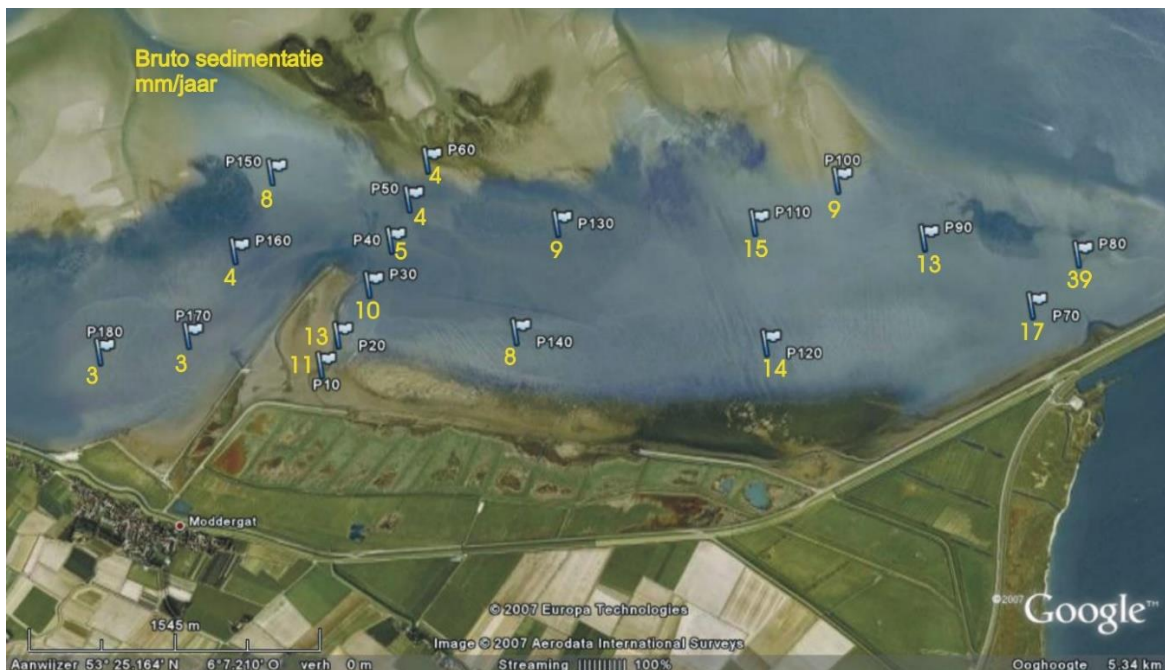 Bruto sedimentatie
mm/jaar
P60
4
P150
8
P100
9
P50
4
P130
9
P110
15
P40
5
P160
4
P90
13
P80
39
P30
10
P70
17
P180
3
P170
3
13
P20
11
P10
P140
8
P120
14
Moddergat
© 2007 Europa Technologies
©2007 Google™
1545 m
Image © 2007 Aerodata International Surveys
Aanwijzer 53° 25.164' N 6° 7.210' O verh 0 m Streaming |||||||||| 100% Ooghoogte 5.34 km